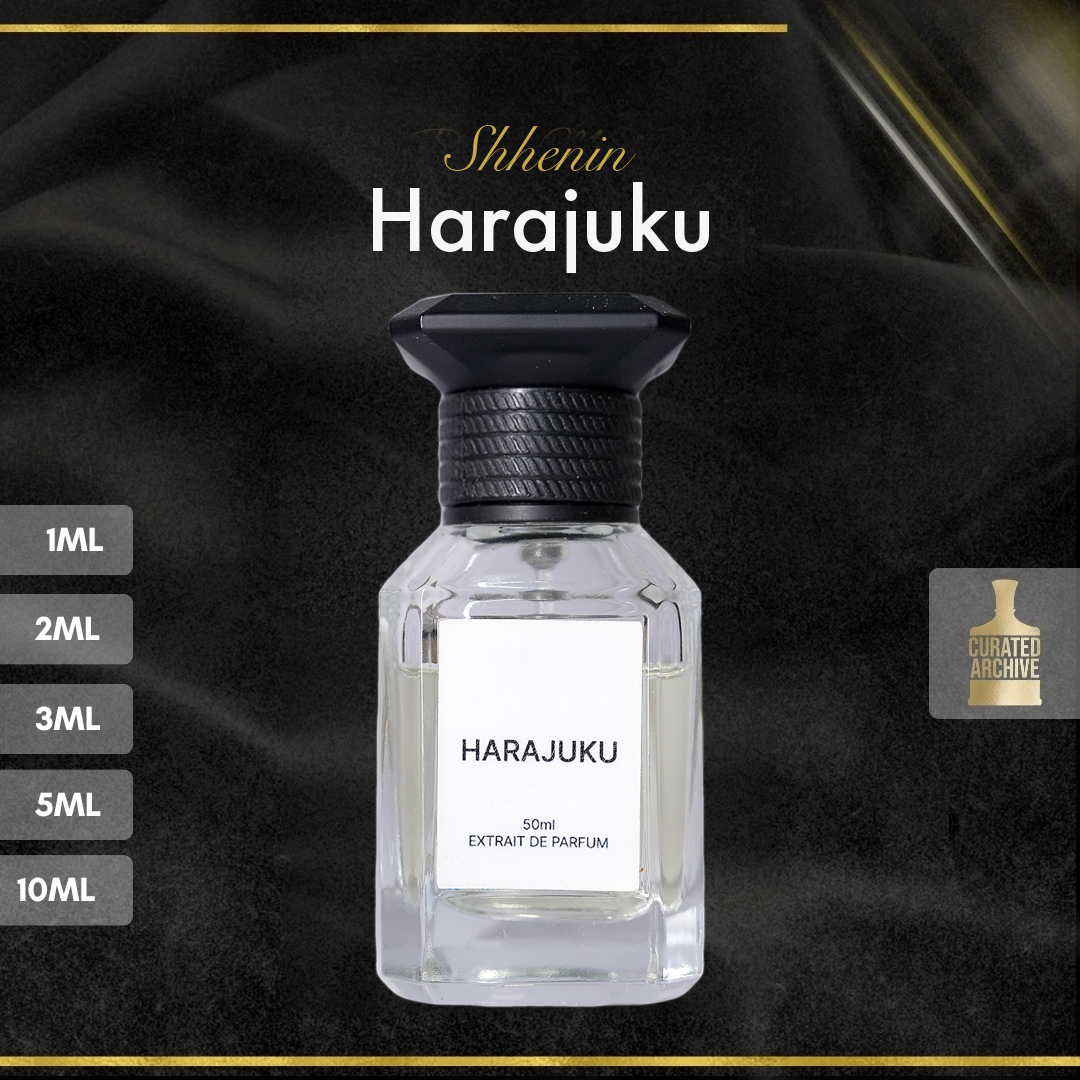 Shhenin
Harajuku
1ML
2ML
3ML
5ML
10ML
CURATED
ARCHIVE
HARAJUKU
50ml
EXTRAIT DE PARFUM